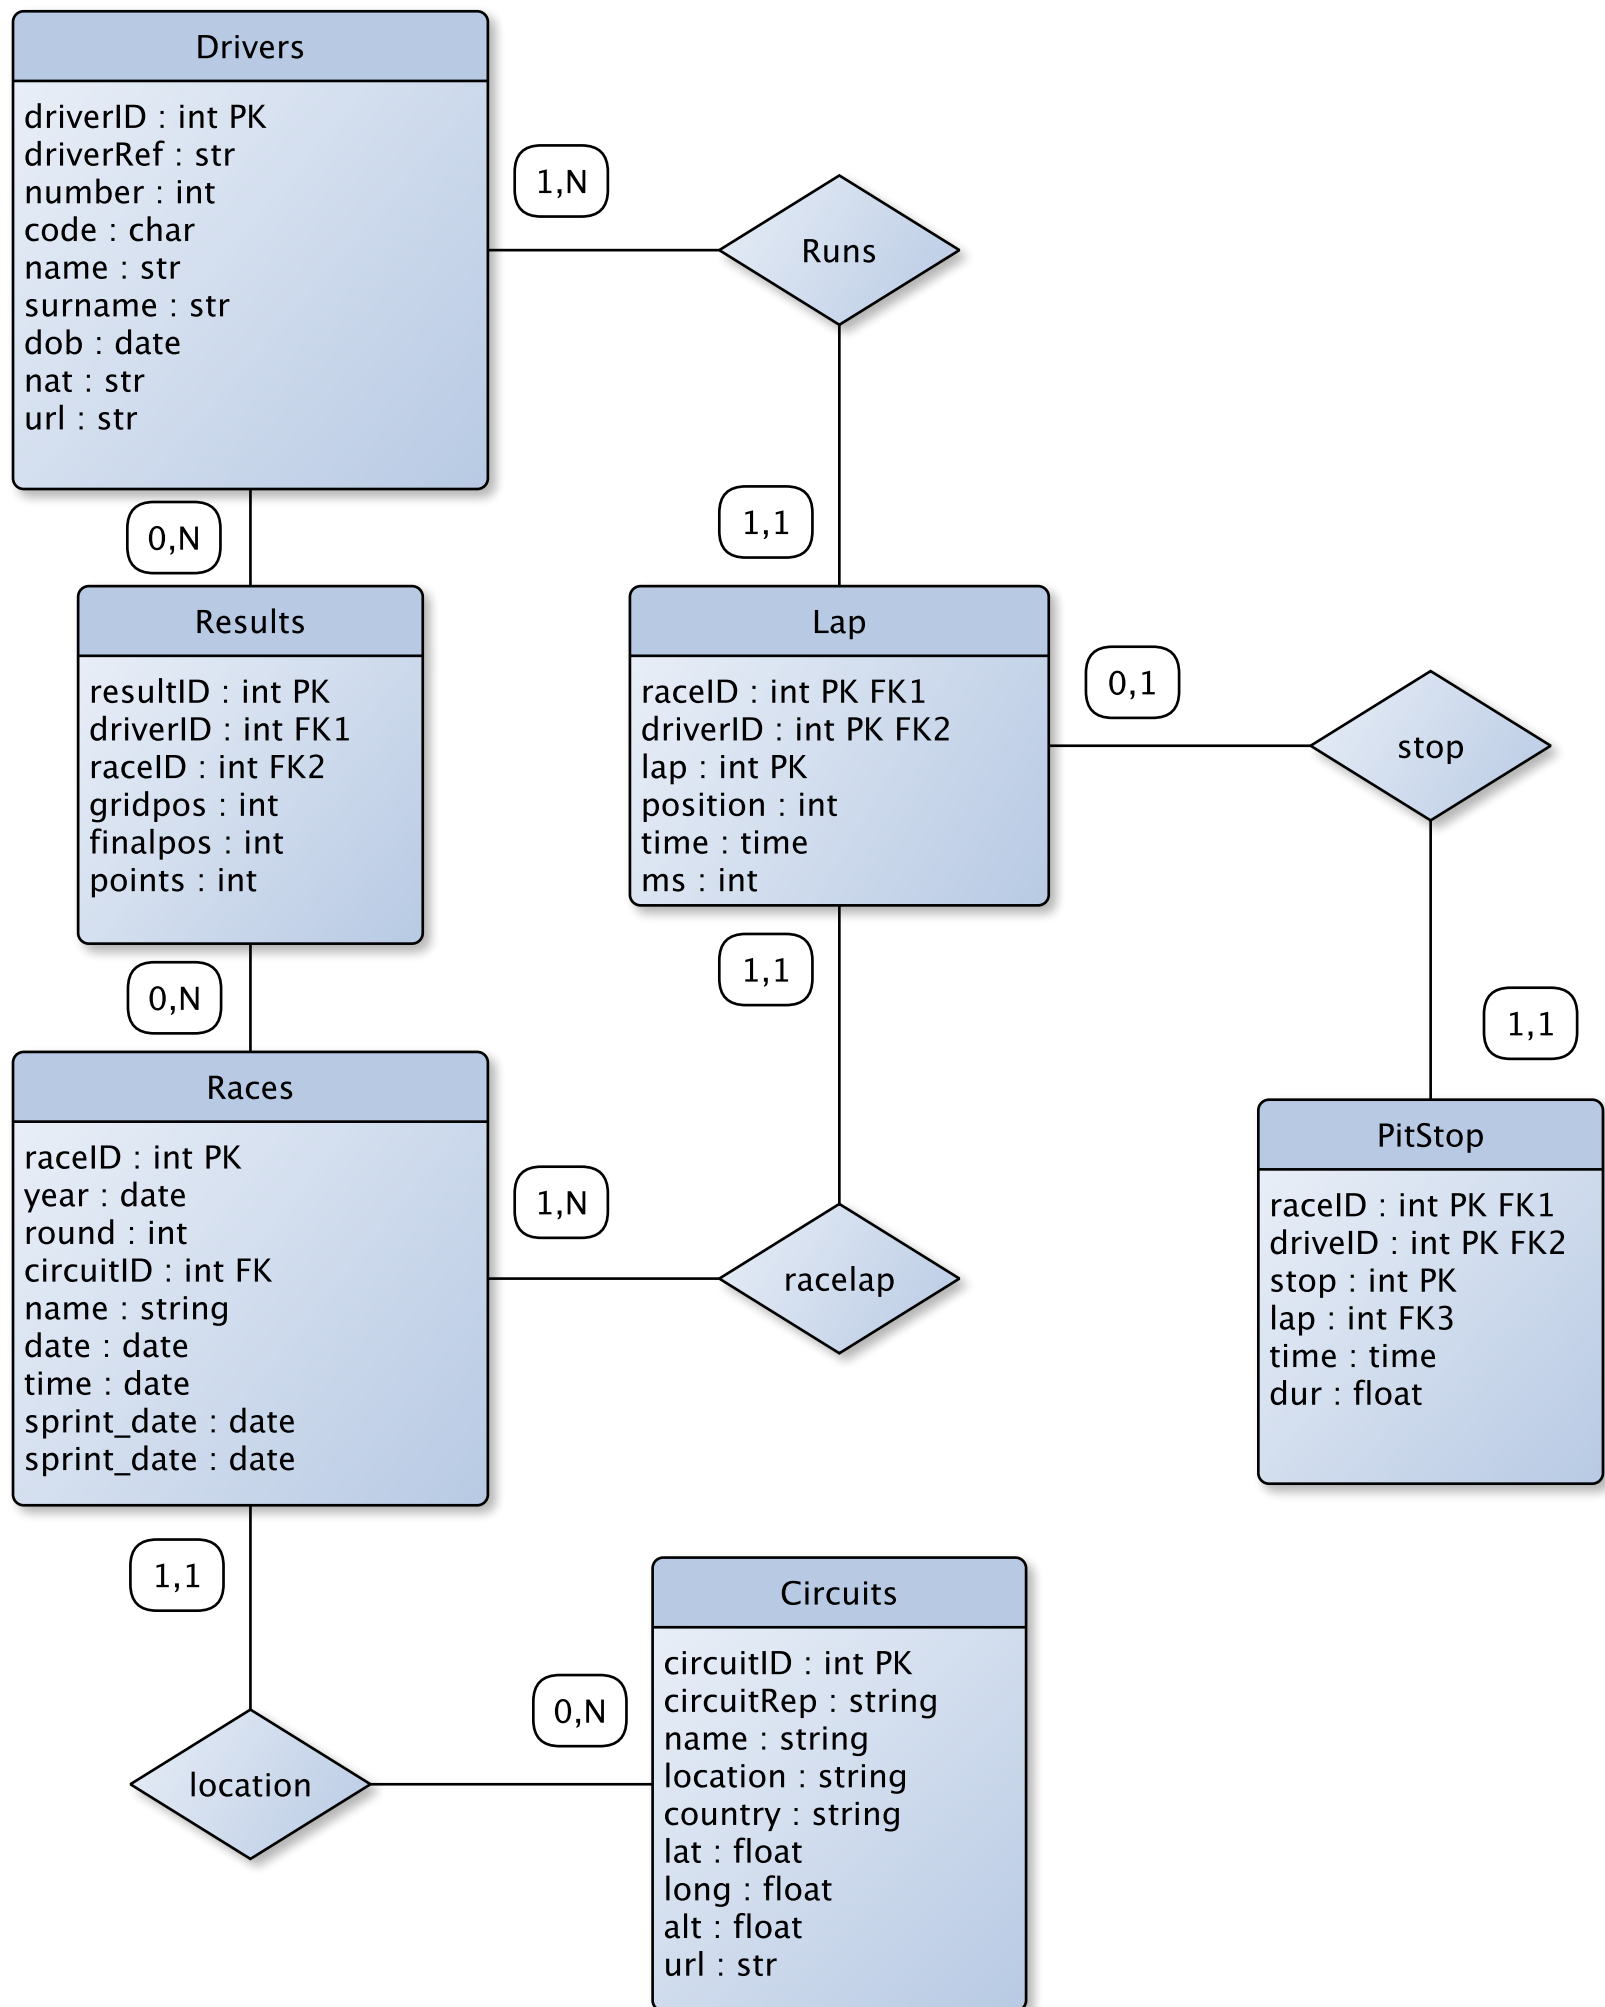 Drivers
driverID : int PK
driverRef : str
number : int
code : char
name : str
surname : str
dob : date
nat : str
url : str
1,N
Runs
0,N
1,1
Results
resultID : int PK
driverID : int FK1
raceID : int FK2
gridpos : int
finalpos : int
points : int
Lap
raceID : int PK FK1
driverID : int PK FK2
lap : int PK
position : int
time : time
ms : int
0,1
stop
0,N
1,1
1,1
Races
raceID : int PK
year : date
round : int
circuitID : int FK
name : string
date : date
time : date
sprint_date : date
sprint_date : date
1,N
racelap
PitStop
raceID : int PK FK1
driveID : int PK FK2
stop : int PK
lap : int FK3
time : time
dur : float
1,1
location
0,N
Circuits
circuitID : int PK
circuitRep : string
name : string
location : string
country : string
lat : float
long : float
alt : float
url : str